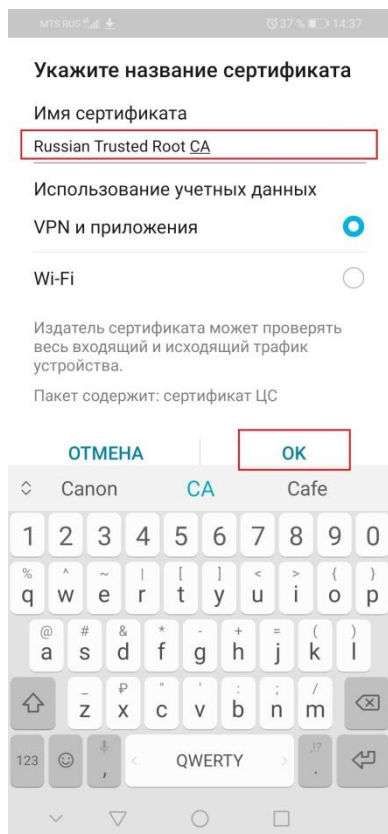 MTS RUS 37 % 14:37
Укажите название сертификата
Имя сертификата
Russian Trusted Root CA
Использование учетных данных
VPN и приложения
Wi-Fi
Издатель сертификата может проверять
весь входящий и исходящий трафик
устройства.
Пакет содержит: сертификат ЦС
ОТМЕНА OK
Canon CA Cafe
1 2 3 4 5 6 7 8 9 0
% ^ ~ | [ ] < > { }
q w e r t y u i o p
@ # & * - + = ( )
a s d f g h j k l
_ ₽ " ' : ; /
z x c v b n m
!?
123 , QWERTY .